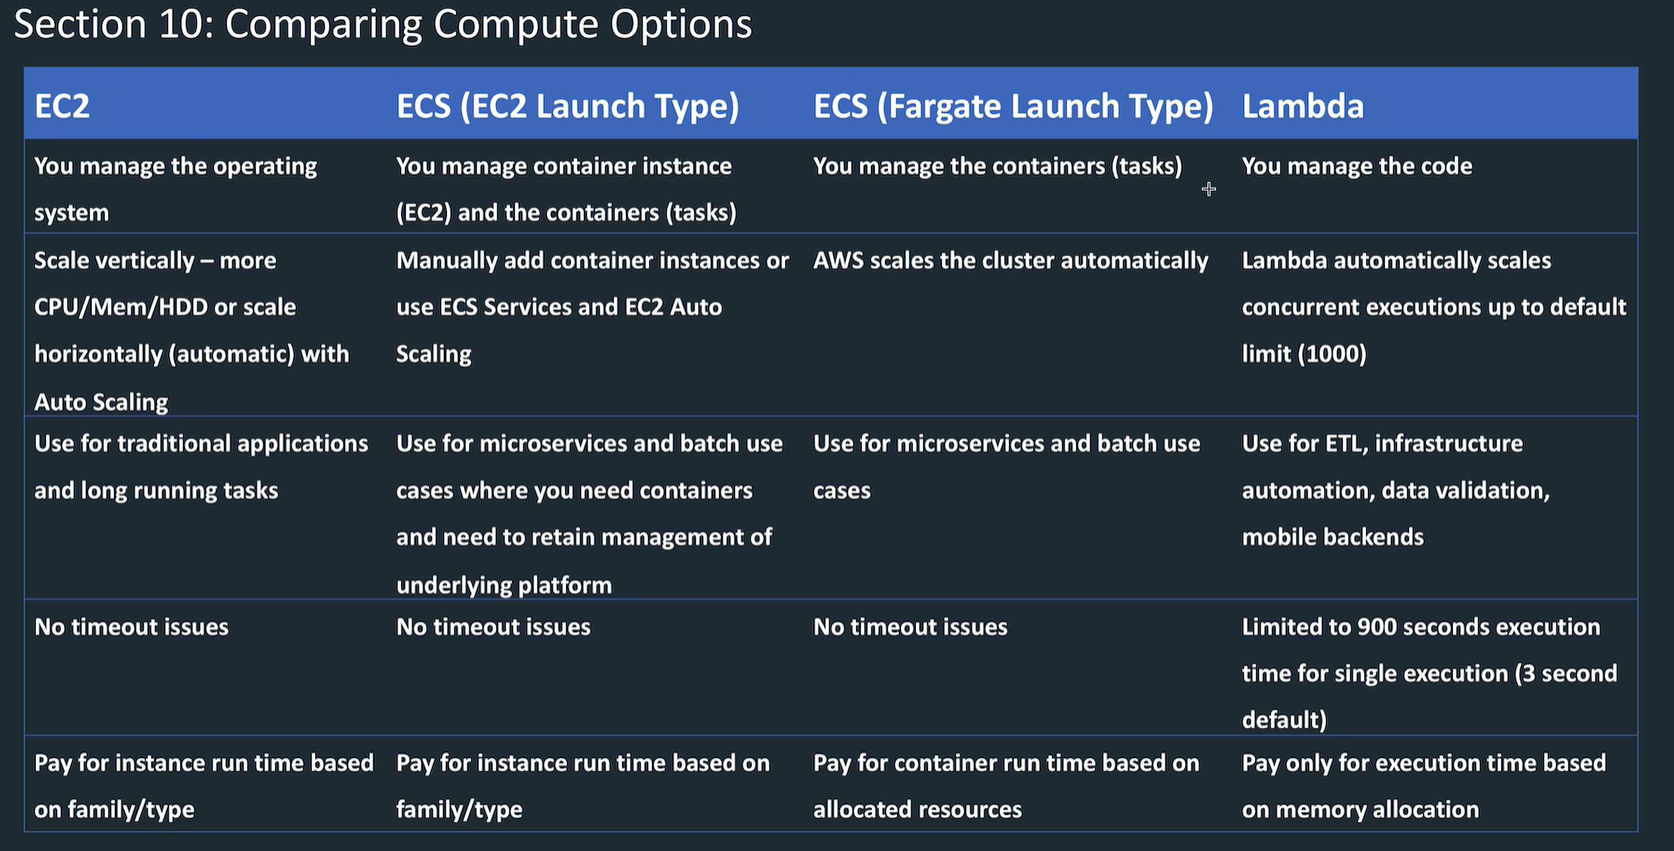 Section 10: Comparing Compute Options
EC2
ECS (EC2 Launch Type)
ECS (Fargate Launch Type)
Lambda
You manage the operating
system
You manage container instance
(EC2) and the containers (tasks)
You manage the containers (tasks)
You manage the code
Scale vertically – more
CPU/Mem/HDD or scale
horizontally (automatic) with
Auto Scaling
Manually add container instances or
use ECS Services and EC2 Auto
Scaling
AWS scales the cluster automatically
Lambda automatically scales
concurrent executions up to default
limit (1000)
Use for traditional applications
and long running tasks
Use for microservices and batch use
cases where you need containers
and need to retain management of
underlying platform
Use for microservices and batch use
cases
Use for ETL, infrastructure
automation, data validation,
mobile backends
No timeout issues
No timeout issues
No timeout issues
Limited to 900 seconds execution
time for single execution (3 second
default)
Pay for instance run time based
on family/type
Pay for instance run time based on
family/type
Pay for container run time based on
allocated resources
Pay only for execution time based
on memory allocation